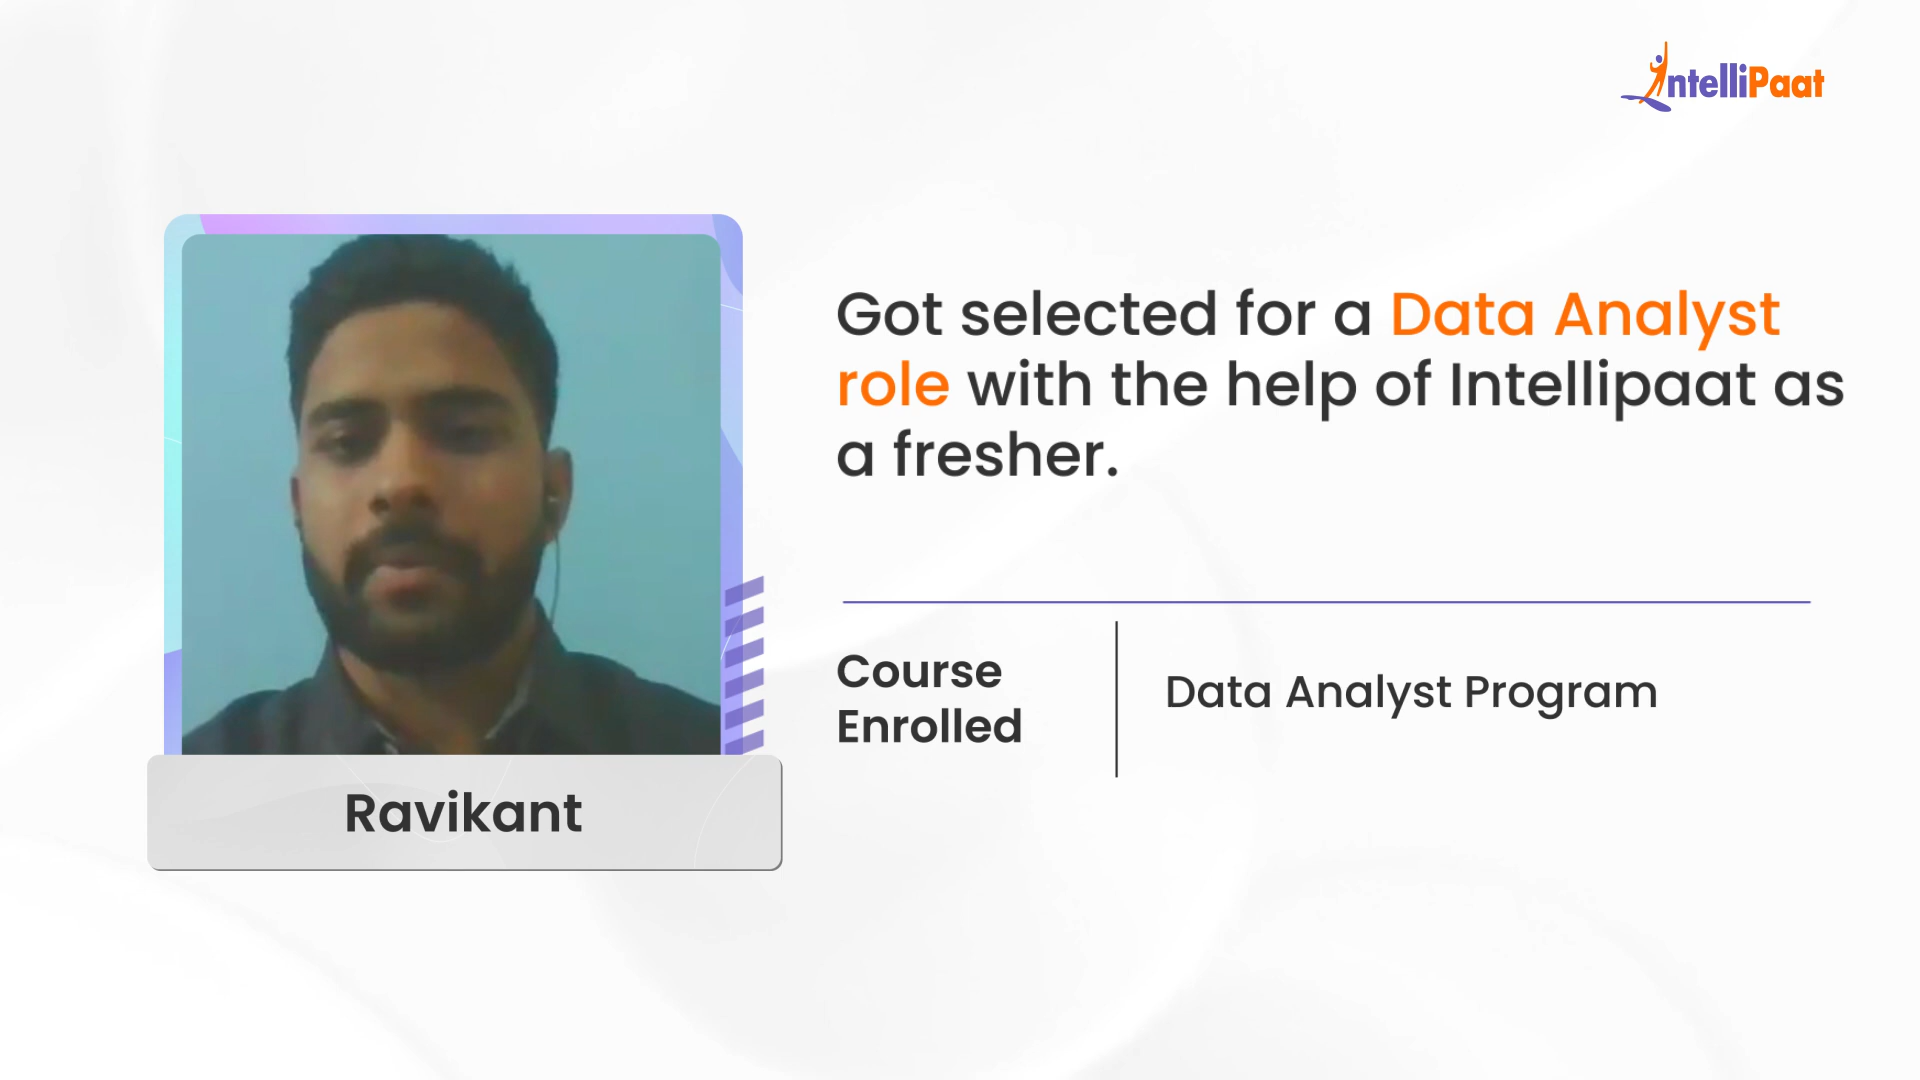 IntelliPaat
Got selected for a Data Analyst
role with the help of Intellipaat as
a fresher.
Course
Enrolled
Data Analyst Program
Ravikant